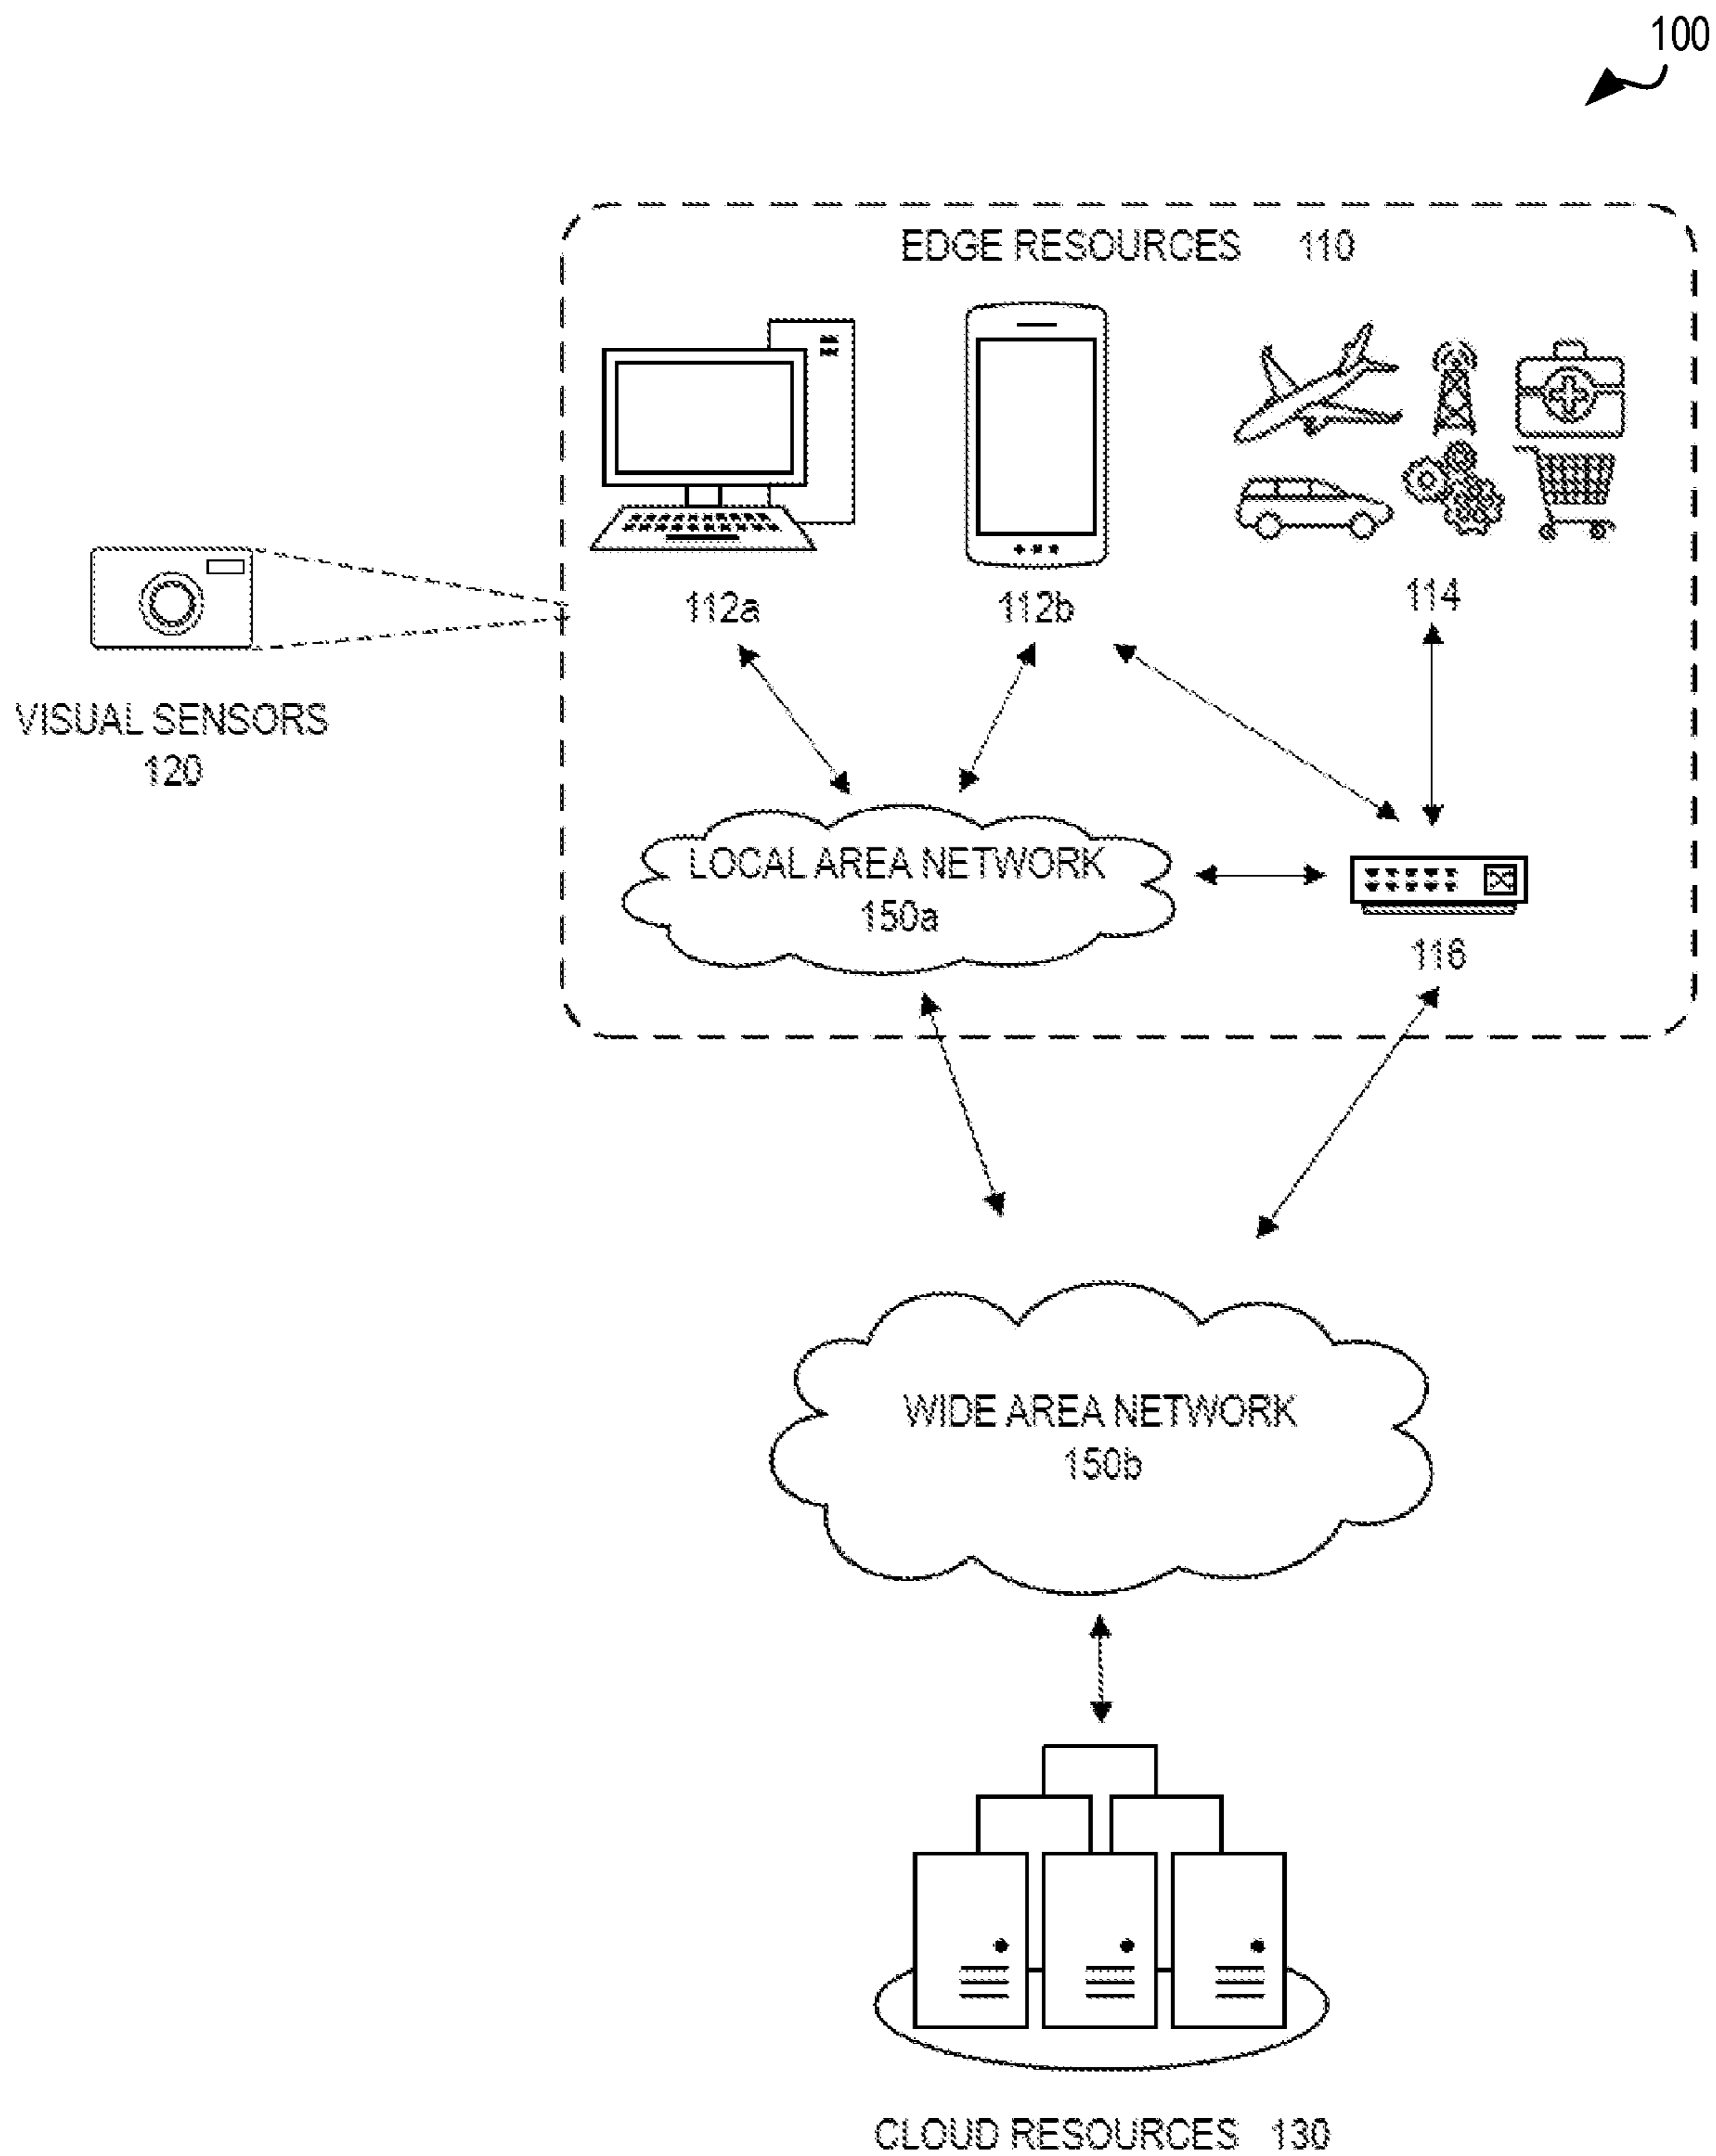 100
EDGE RESOURCES 110
112a
112b
114
VISUAL SENSORS
120
LOCAL AREA NETWORK
150a
116
WIDE AREA NETWORK
150b
CLOUD RESOURCES 130